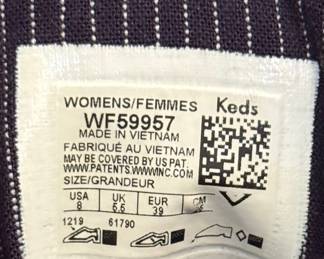 WOMENS/FEMMES Keds
WF59957
MADE IN VIETNAM
FABRIQUÉ AU VIETNAM
MAY BE COVERED BY US PAT.
WWW.PATENTS.WWWINC.COM
SIZE/GRANDEUR
USA UK EUR CM
8 5.5 39
1219 61790